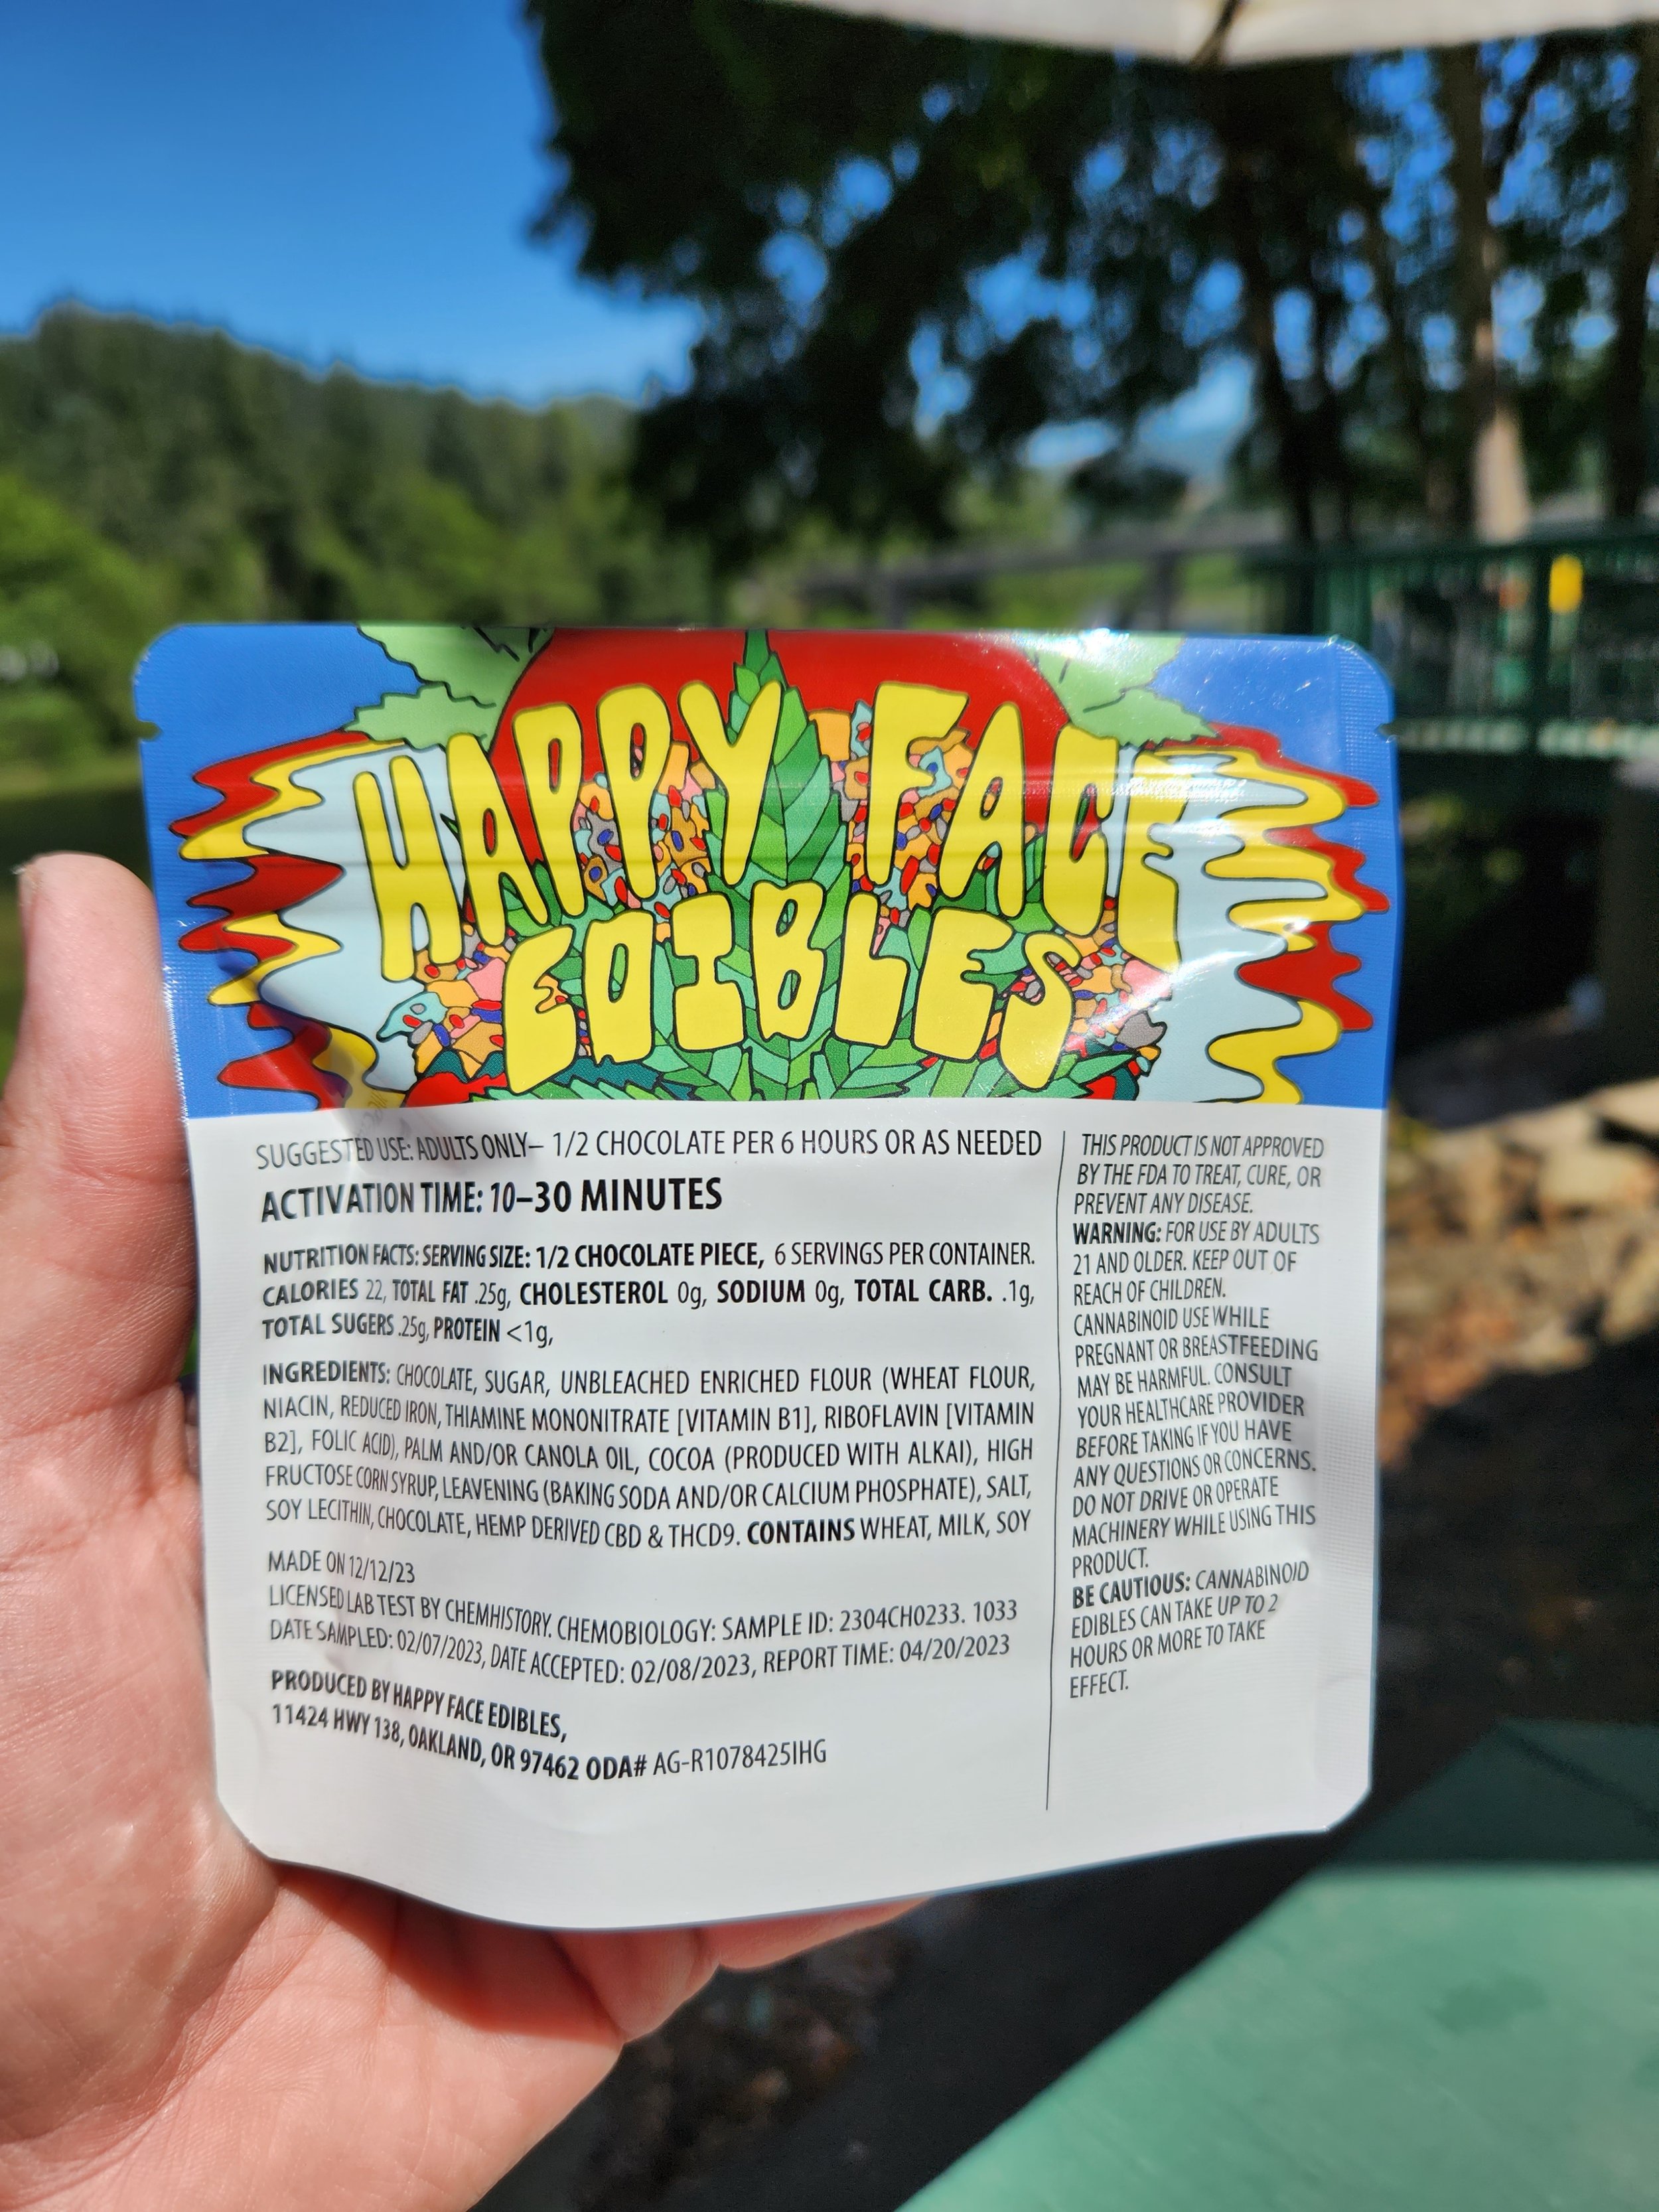 HAPPY FACE
EDIBLES
SUGGESTED USE: ADULTS ONLY– 1/2 CHOCOLATE PER 6 HOURS OR AS NEEDED
ACTIVATION TIME: 10–30 MINUTES
NUTRITION FACTS: SERVING SIZE: 1/2 CHOCOLATE PIECE, 6 SERVINGS PER CONTAINER.
CALORIES 22, TOTAL FAT .25g, CHOLESTEROL 0g, SODIUM 0g, TOTAL CARB. .1g,
TOTAL SUGERS .25g, PROTEIN <1g,
INGREDIENTS: CHOCOLATE, SUGAR, UNBLEACHED ENRICHED FLOUR (WHEAT FLOUR,
NIACIN, REDUCED IRON, THIAMINE MONONITRATE [VITAMIN B1], RIBOFLAVIN [VITAMIN
B2], FOLIC ACID), PALM AND/OR CANOLA OIL, COCOA (PRODUCED WITH ALKAI), HIGH
FRUCTOSE CORN SYRUP, LEAVENING (BAKING SODA AND/OR CALCIUM PHOSPHATE), SALT,
SOY LECITHIN, CHOCOLATE, HEMP DERIVED CBD & THCD9. CONTAINS WHEAT, MILK, SOY
MADE ON 12/12/23
LICENSED LAB TEST BY CHEMHISTORY. CHEMOBIOLOGY: SAMPLE ID: 2304CH0233. 1033
DATE SAMPLED: 02/07/2023, DATE ACCEPTED: 02/08/2023, REPORT TIME: 04/20/2023
PRODUCED BY HAPPY FACE EDIBLES,
11424 HWY 138, OAKLAND, OR 97462 ODA# AG-R1078425IHG
THIS PRODUCT IS NOT APPROVED
BY THE FDA TO TREAT, CURE, OR
PREVENT ANY DISEASE.
WARNING: FOR USE BY ADULTS
21 AND OLDER. KEEP OUT OF
REACH OF CHILDREN.
CANNABINOID USE WHILE
PREGNANT OR BREASTFEEDING
MAY BE HARMFUL. CONSULT
YOUR HEALTHCARE PROVIDER
BEFORE TAKING IF YOU HAVE
ANY QUESTIONS OR CONCERNS.
DO NOT DRIVE OR OPERATE
MACHINERY WHILE USING THIS
PRODUCT.
BE CAUTIOUS: CANNABINOID
EDIBLES CAN TAKE UP TO 2
HOURS OR MORE TO TAKE
EFFECT.